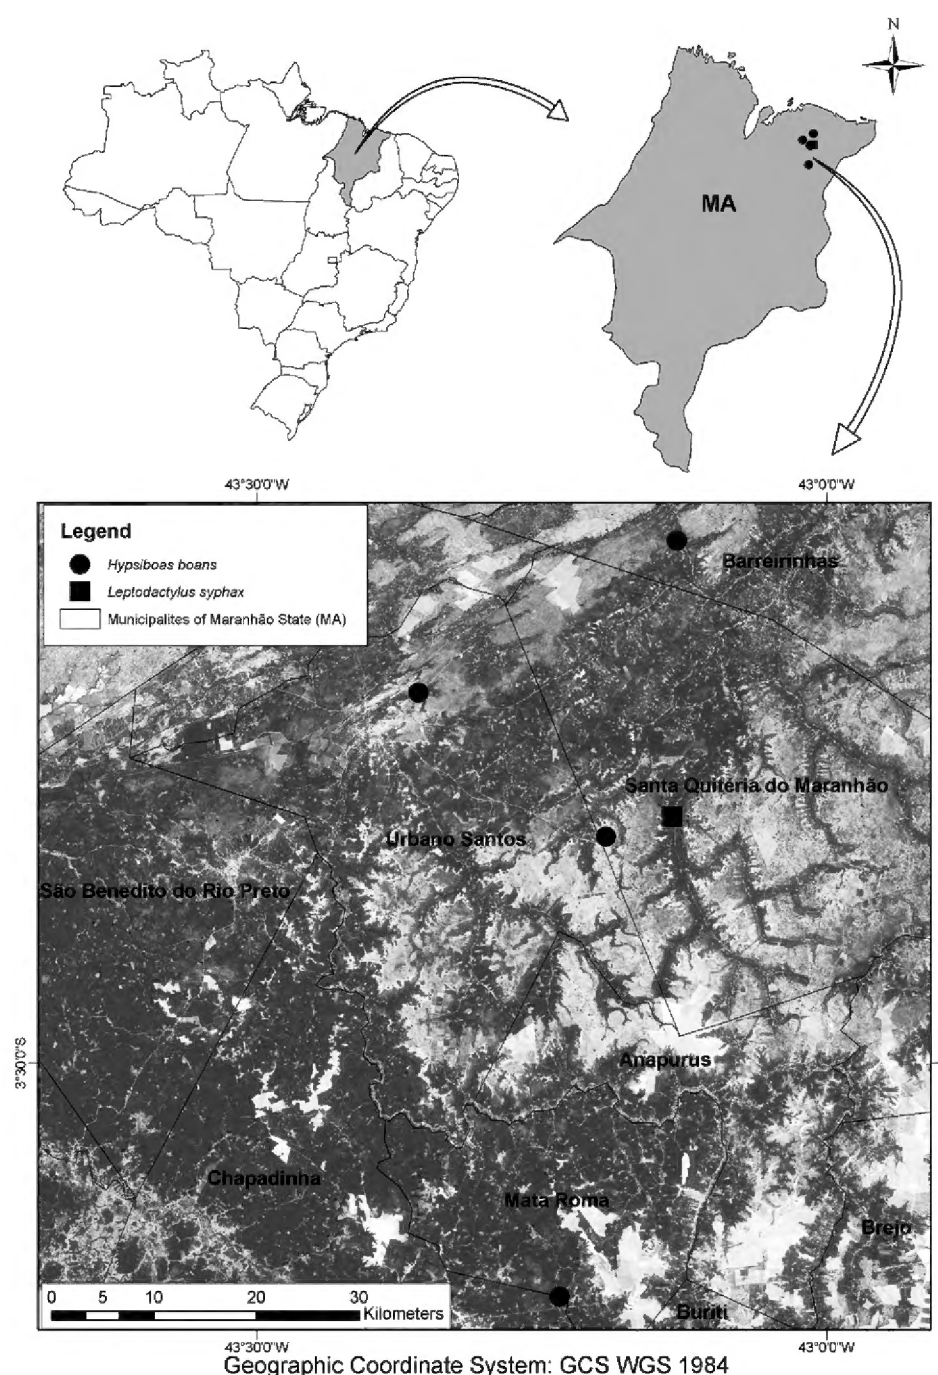 N
MA
43°30'0"W
43°0'0"W
Legend
Hypsiboas boans
Leptodactylus syphax
Municipalites of Maranhão State (MA)
Barreirinhas
Santa Quitéria do Maranhão
Urbano Santos
São Benedito do Rio Preto
3°30'0"S
Anapurus
Chapadinha
Mata Roma
Brejo
Buriti
0 5 10 20 30
Kilometers
43°30'0"W
43°0'0"W
Geographic Coordinate System: GCS WGS 1984